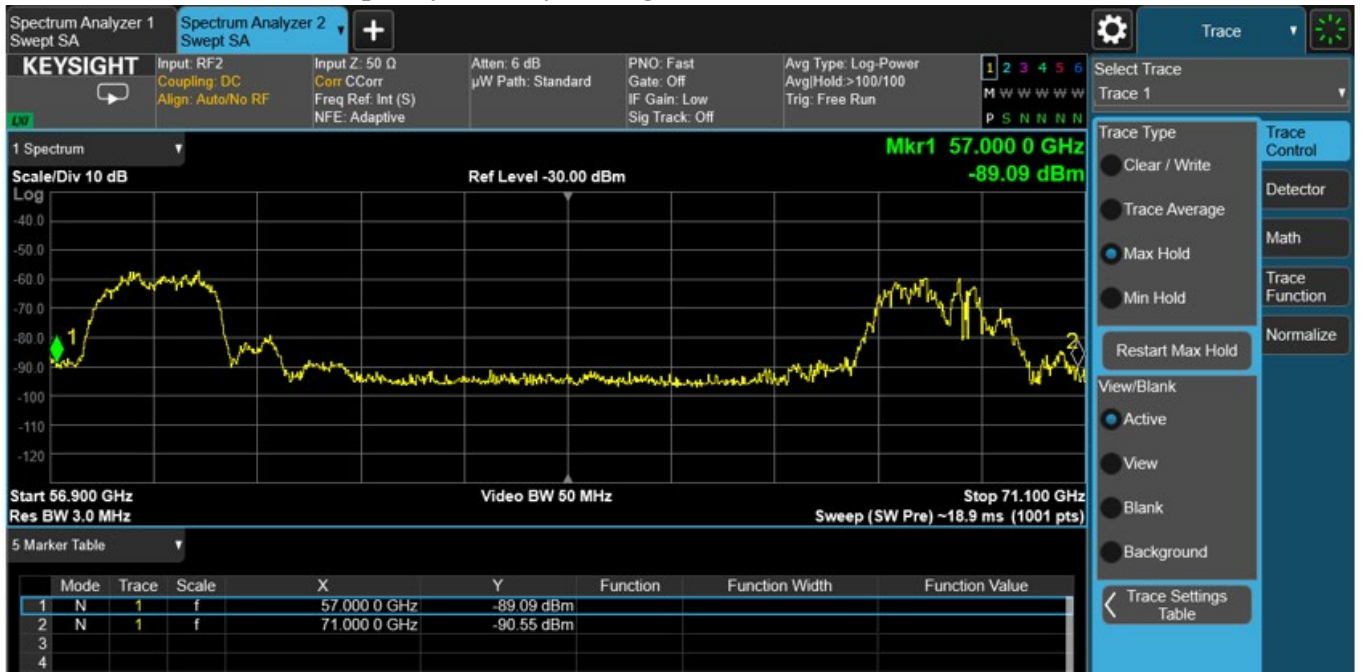 Spectrum Analyzer 1
Swept SA
Spectrum Analyzer 2
Swept SA
+
Trace
KEYSIGHT
LXI
Input: RF2
Coupling: DC
Align: Auto/No RF
Input Z: 50 Ω
Corr CCorr
Freq Ref: Int (S)
NFE: Adaptive
Atten: 6 dB
µW Path: Standard
PNO: Fast
Gate: Off
IF Gain: Low
Sig Track: Off
Avg Type: Log-Power
Avg|Hold:>100/100
Trig: Free Run
1 2 3 4 5 6
M W W W W W
P S N N N N
Select Trace
Trace 1
1 Spectrum
Mkr1 57.000 0 GHz
Scale/Div 10 dB
Ref Level -30.00 dBm
-89.09 dBm
Log
-40.0
-50.0
-60.0
-70.0
-80.0
-90.0
-100
-110
-120
1
2
Start 56.900 GHz
Video BW 50 MHz
Stop 71.100 GHz
Res BW 3.0 MHz
Sweep (SW Pre) ~18.9 ms (1001 pts)
Trace Type
Clear / Write
Trace Average
Max Hold
Min Hold
Restart Max Hold
View/Blank
Active
View
Blank
Background
Trace Settings
Table
Trace
Control
Detector
Math
Trace
Function
Normalize
5 Marker Table
Mode Trace Scale X Y Function Function Width Function Value
1 N 1 f 57.000 0 GHz -89.09 dBm
2 N 1 f 71.000 0 GHz -90.55 dBm
3
4